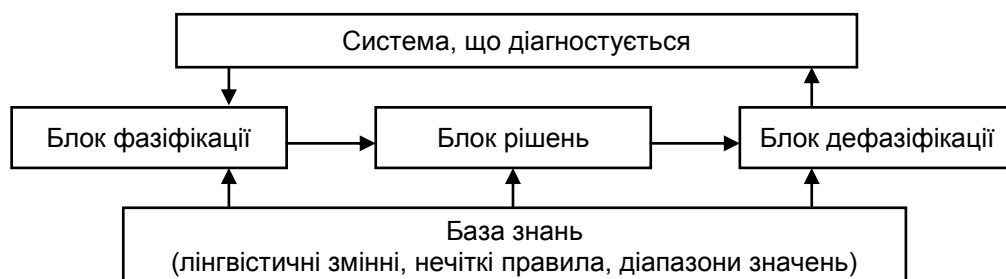 Система, що діагностується
Блок фазіфікації
Блок рішень
Блок дефазіфікації
База знань
(лінгвістичні змінні, нечіткі правила, діапазони значень)